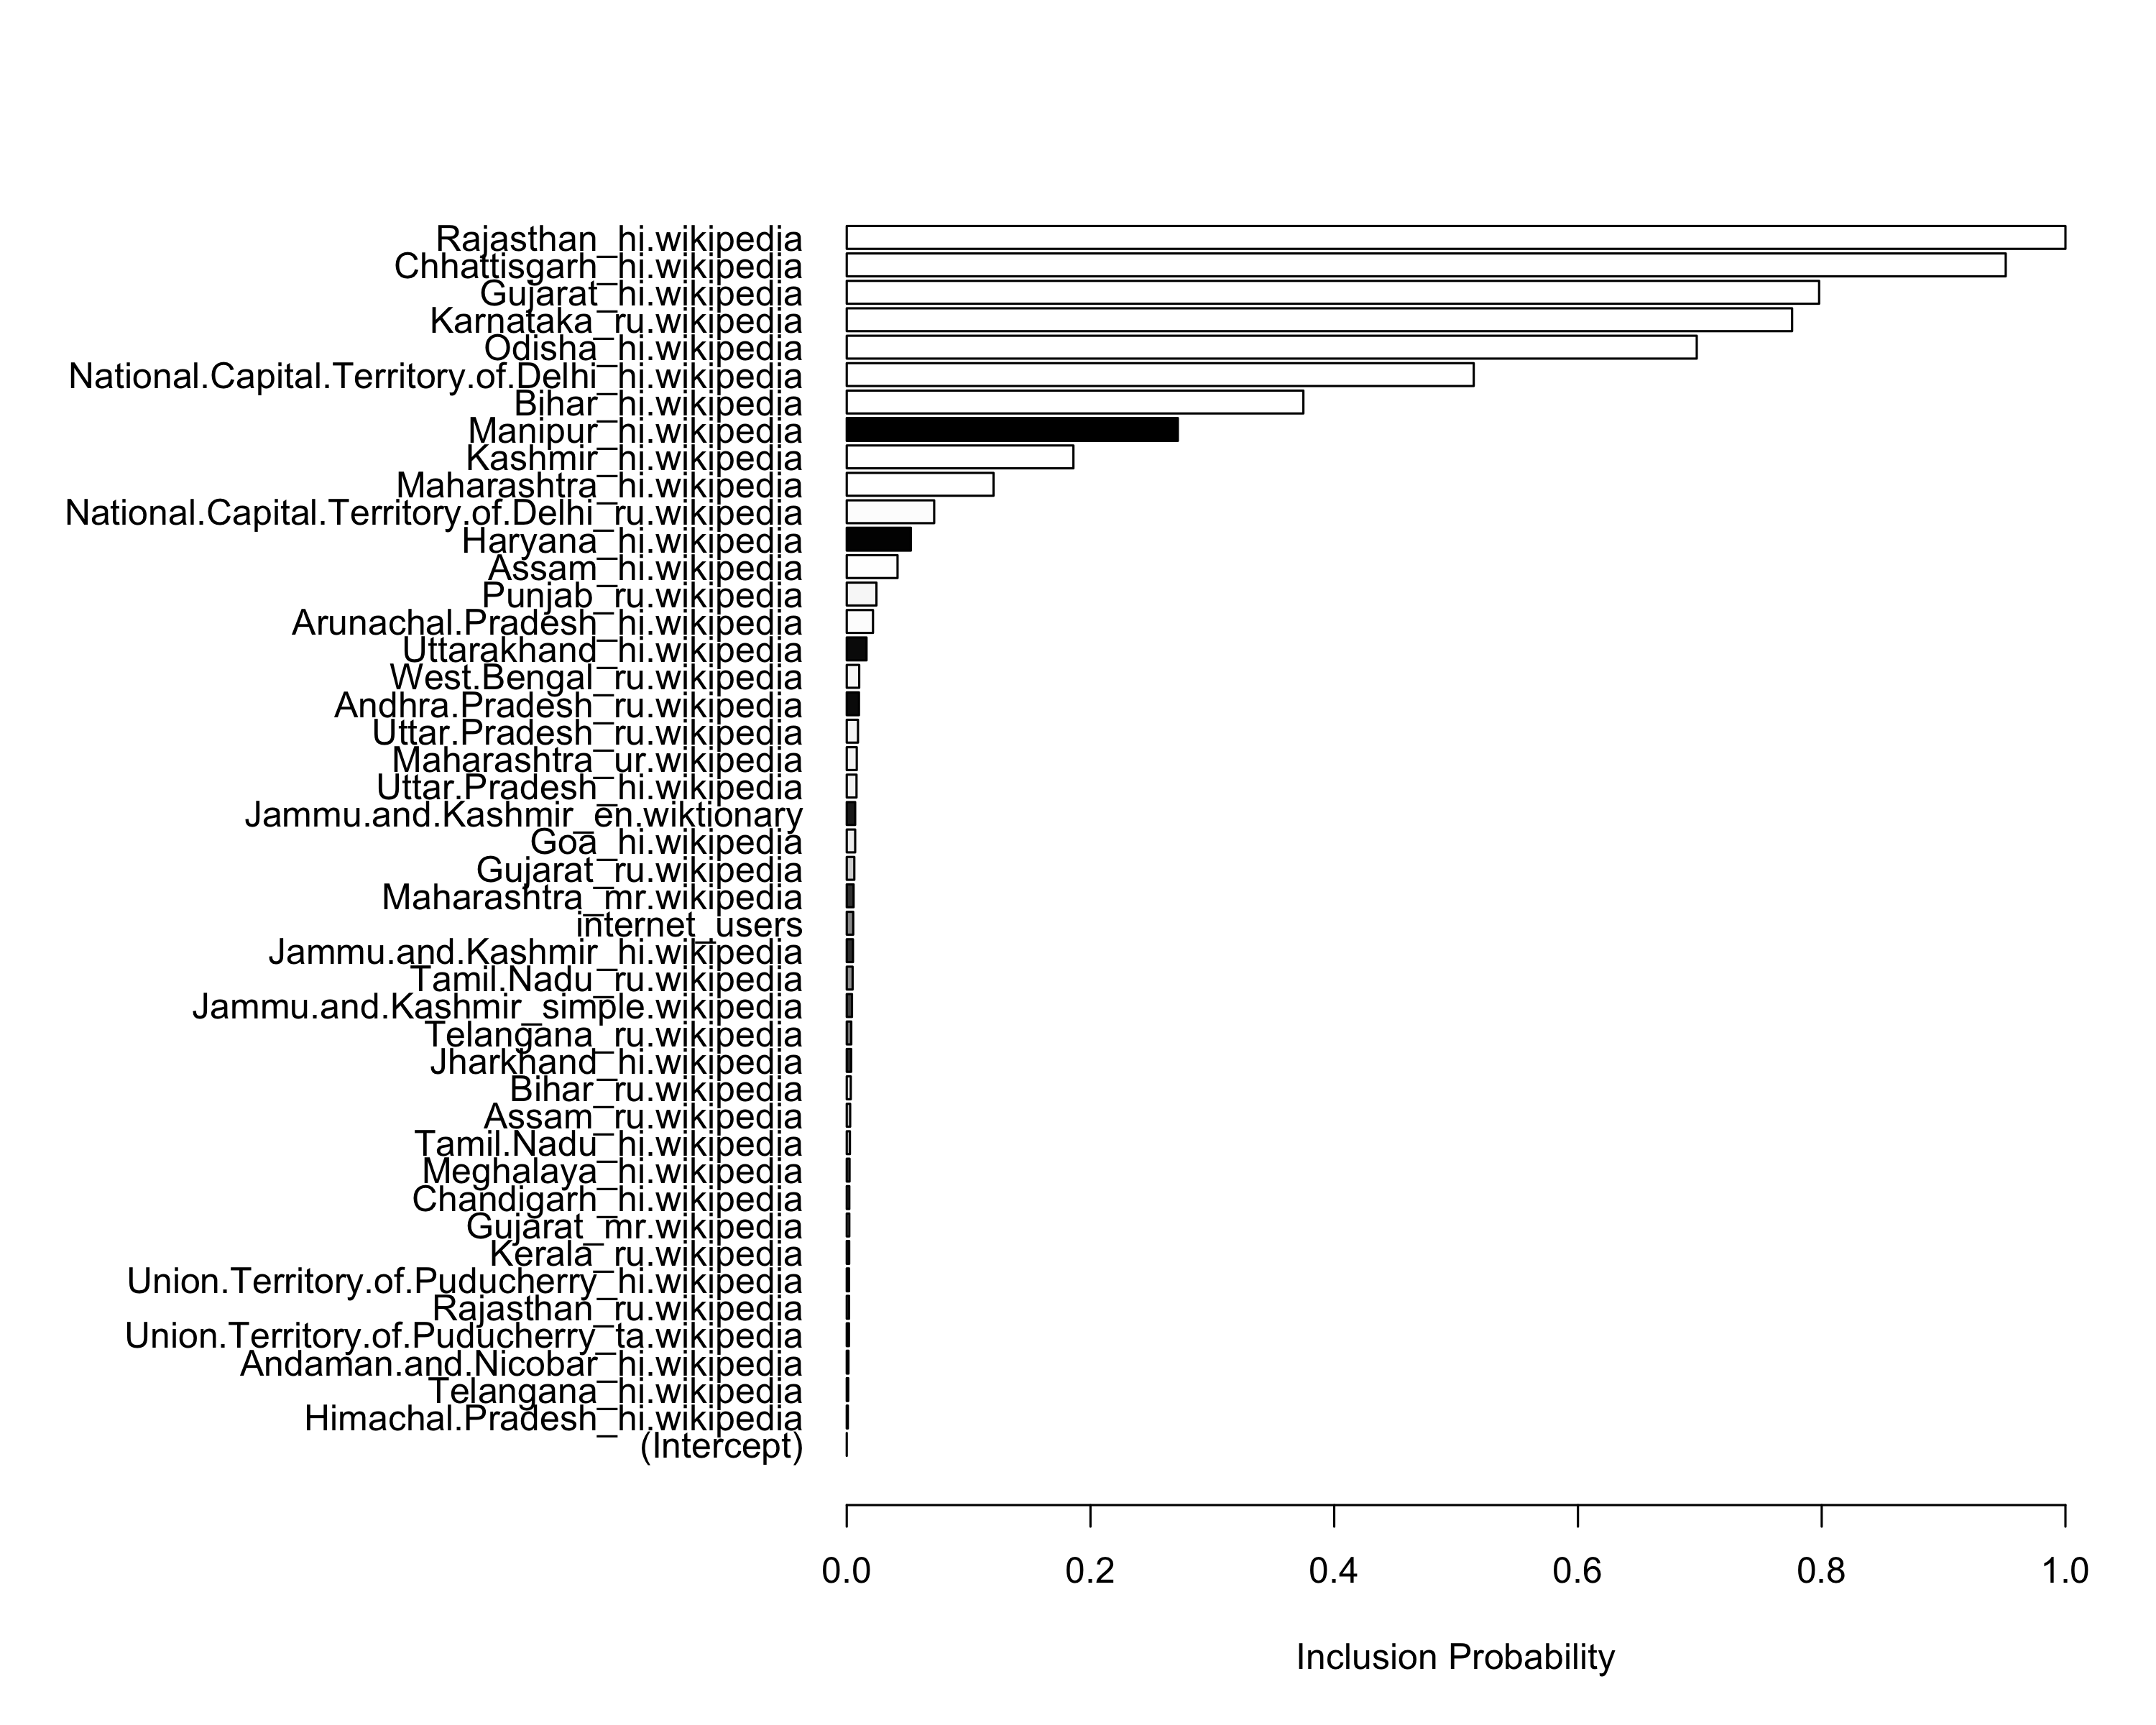 Rajasthan_hi.wikipedia
Chhattisgarh_hi.wikipedia
Gujarat_hi.wikipedia
Karnataka_ru.wikipedia
Odisha_hi.wikipedia
National.Capital.Territory.of.Delhi_hi.wikipedia
Bihar_hi.wikipedia
Manipur_hi.wikipedia
Kashmir_hi.wikipedia
Maharashtra_hi.wikipedia
National.Capital.Territory.of.Delhi_ru.wikipedia
Haryana_hi.wikipedia
Assam_hi.wikipedia
Punjab_ru.wikipedia
Arunachal.Pradesh_hi.wikipedia
Uttarakhand_hi.wikipedia
West.Bengal_ru.wikipedia
Andhra.Pradesh_ru.wikipedia
Uttar.Pradesh_ru.wikipedia
Maharashtra_ur.wikipedia
Uttar.Pradesh_hi.wikipedia
Jammu.and.Kashmir_en.wiktionary
Goa_hi.wikipedia
Gujarat_ru.wikipedia
Maharashtra_mr.wikipedia
internet_users
Jammu.and.Kashmir_hi.wikipedia
Tamil.Nadu_ru.wikipedia
Jammu.and.Kashmir_simple.wikipedia
Telangana_ru.wikipedia
Jharkhand_hi.wikipedia
Bihar_ru.wikipedia
Assam_ru.wikipedia
Tamil.Nadu_hi.wikipedia
Meghalaya_hi.wikipedia
Chandigarh_hi.wikipedia
Gujarat_mr.wikipedia
Kerala_ru.wikipedia
Union.Territory.of.Puducherry_hi.wikipedia
Rajasthan_ru.wikipedia
Union.Territory.of.Puducherry_ta.wikipedia
Andaman.and.Nicobar_hi.wikipedia
Telangana_hi.wikipedia
Himachal.Pradesh_hi.wikipedia
(Intercept)
0.0 0.2 0.4 0.6 0.8 1.0
Inclusion Probability